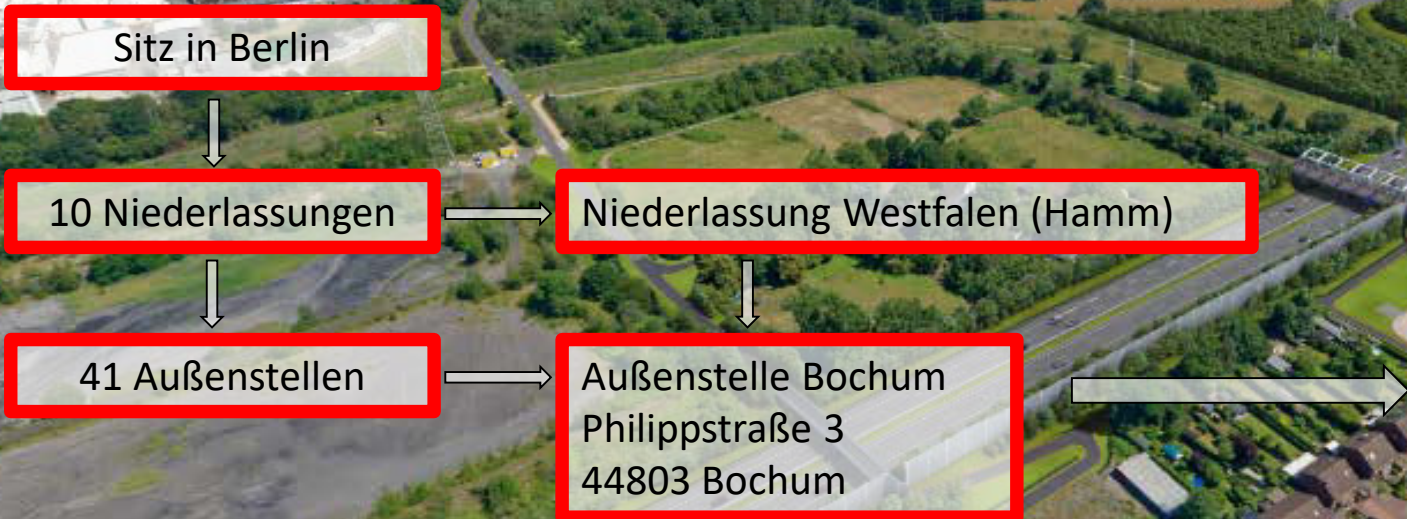 Sitz in Berlin
10 Niederlassungen
Niederlassung Westfalen (Hamm)
41 Außenstellen
Außenstelle Bochum
Philippstraße 3
44803 Bochum